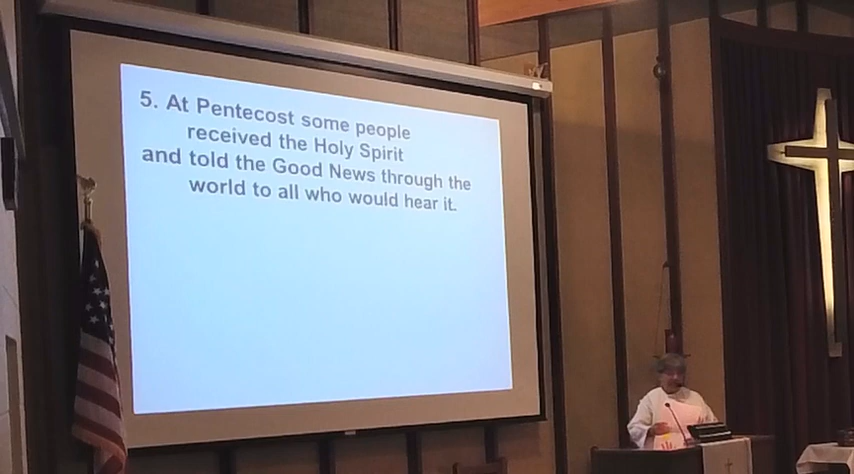 5. At Pentecost some people
received the Holy Spirit
and told the Good News through the
world to all who would hear it.